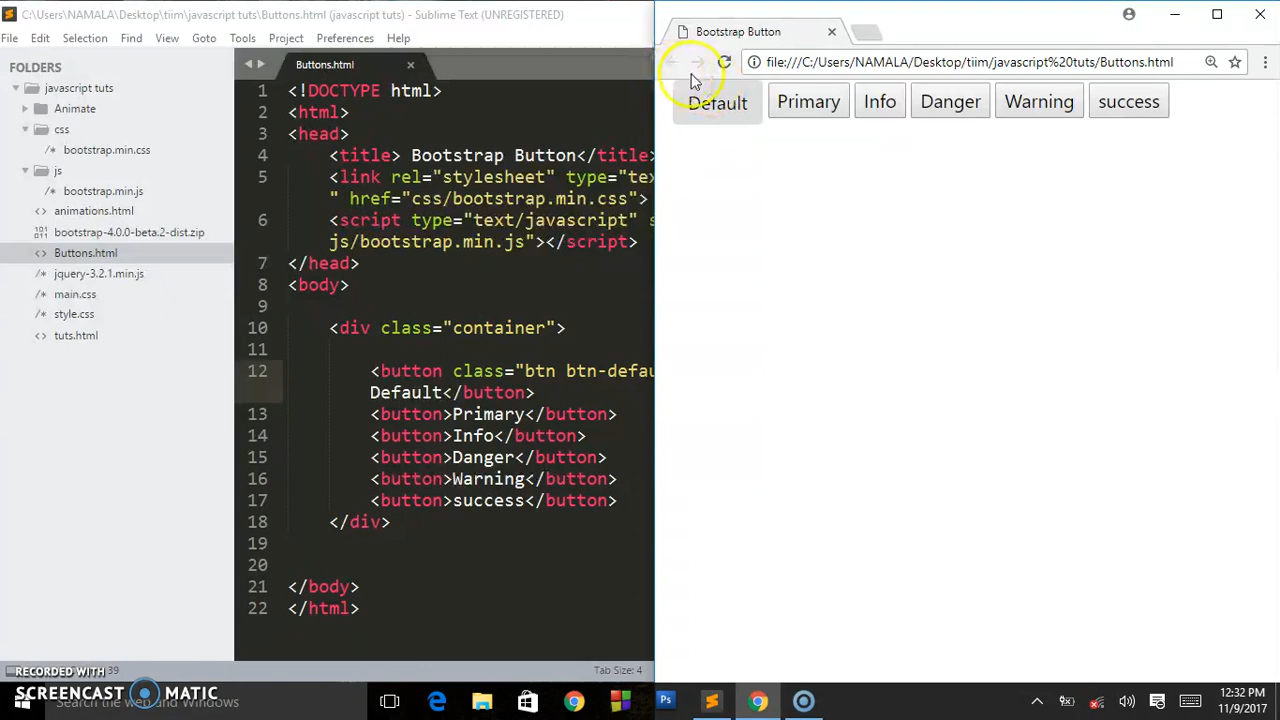 C:\Users\NAMALA\Desktop\tiim\javascript tuts\Buttons.html (javascript tuts) - Sublime Text (UNREGISTERED)
File Edit Selection Find View Goto Tools Project Preferences Help
FOLDERS
javascript tuts
Animate
css
bootstrap.min.css
js
bootstrap.min.js
animations.html
bootstrap-4.0.0-beta.2-dist.zip
Buttons.html
jquery-3.2.1.min.js
main.css
style.css
tuts.html
Buttons.html
1 <!DOCTYPE html>
2 <html>
3 <head>
4 <title> Bootstrap Button</title>
5 <link rel="stylesheet" type="tex
" href="css/bootstrap.min.css">
6 <script type="text/javascript" s
js/bootstrap.min.js"></script>
7 </head>
8 <body>
9
10 <div class="container">
11
12 <button class="btn btn-defau
Default</button>
13 <button>Primary</button>
14 <button>Info</button>
15 <button>Danger</button>
16 <button>Warning</button>
17 <button>success</button>
18 </div>
19
20
21 </body>
22 </html>
39
Tab Size: 4
Bootstrap Button
file:///C:/Users/NAMALA/Desktop/tiim/javascript%20tuts/Buttons.html
Default Primary Info Danger Warning success
RECORDED WITH
SCREENCAST MATIC
Search the web and Windows
12:32 PM
11/9/2017